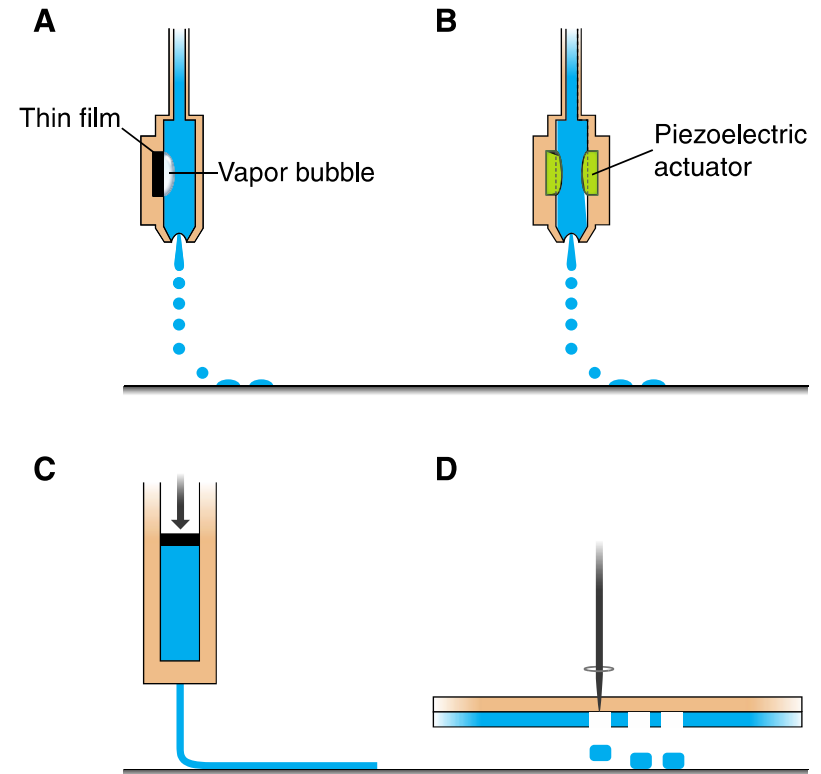 A
B
Thin film
Vapor bubble
Piezoelectric
actuator
C
D